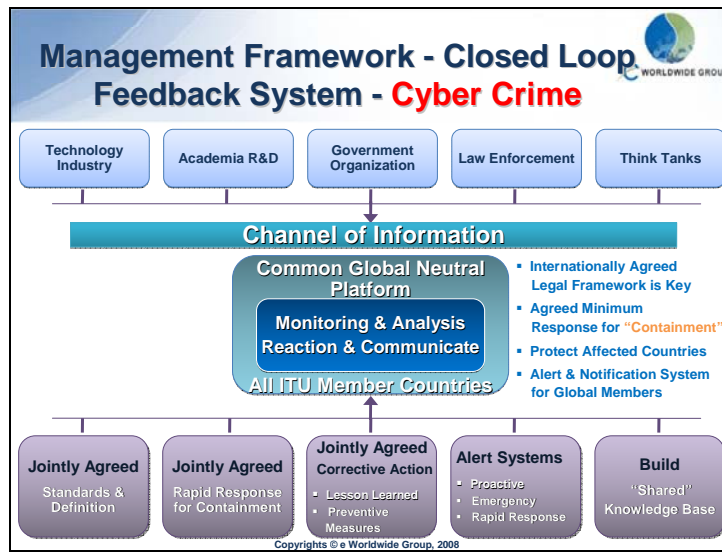 Management Framework - Closed Loop
Feedback System - Cyber Crime
WORLDWIDE GROU
Technology
Industry
Academia R&D
Government
Organization
Law Enforcement
Think Tanks
Channel of Information
Common Global Neutral
Platform
Monitoring & Analysis
Reaction & Communicate
All ITU Member Countries
▪ Internationally Agreed
Legal Framework is Key
▪ Agreed Minimum
Response for “Containment”
▪ Protect Affected Countries
▪ Alert & Notification System
for Global Members
Jointly Agreed
Standards &
Definition
Jointly Agreed
Rapid Response
for Containment
Jointly Agreed
Corrective Action
▪ Lesson Learned
▪ Preventive
Measures
Alert Systems
▪ Proactive
▪ Emergency
▪ Rapid Response
Build
“Shared”
Knowledge Base
Copyrights © e Worldwide Group, 2008